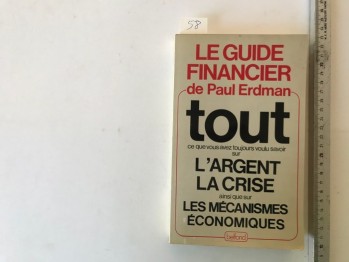 58
LE GUIDE
FINANCIER
de Paul Erdman
tout
ce que vous avez toujours voulu savoir
sur
L'ARGENT
LA CRISE
ainsi que sur
LES MÉCANISMES
ÉCONOMIQUES
belfond